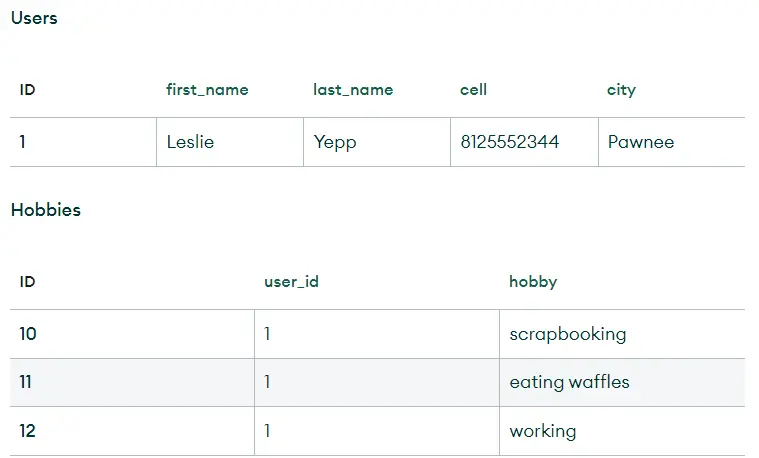 Users
ID first_name last_name cell city
1 Leslie Yepp 8125552344 Pawnee
Hobbies
ID user_id hobby
10 1 scrapbooking
11 1 eating waffles
12 1 working